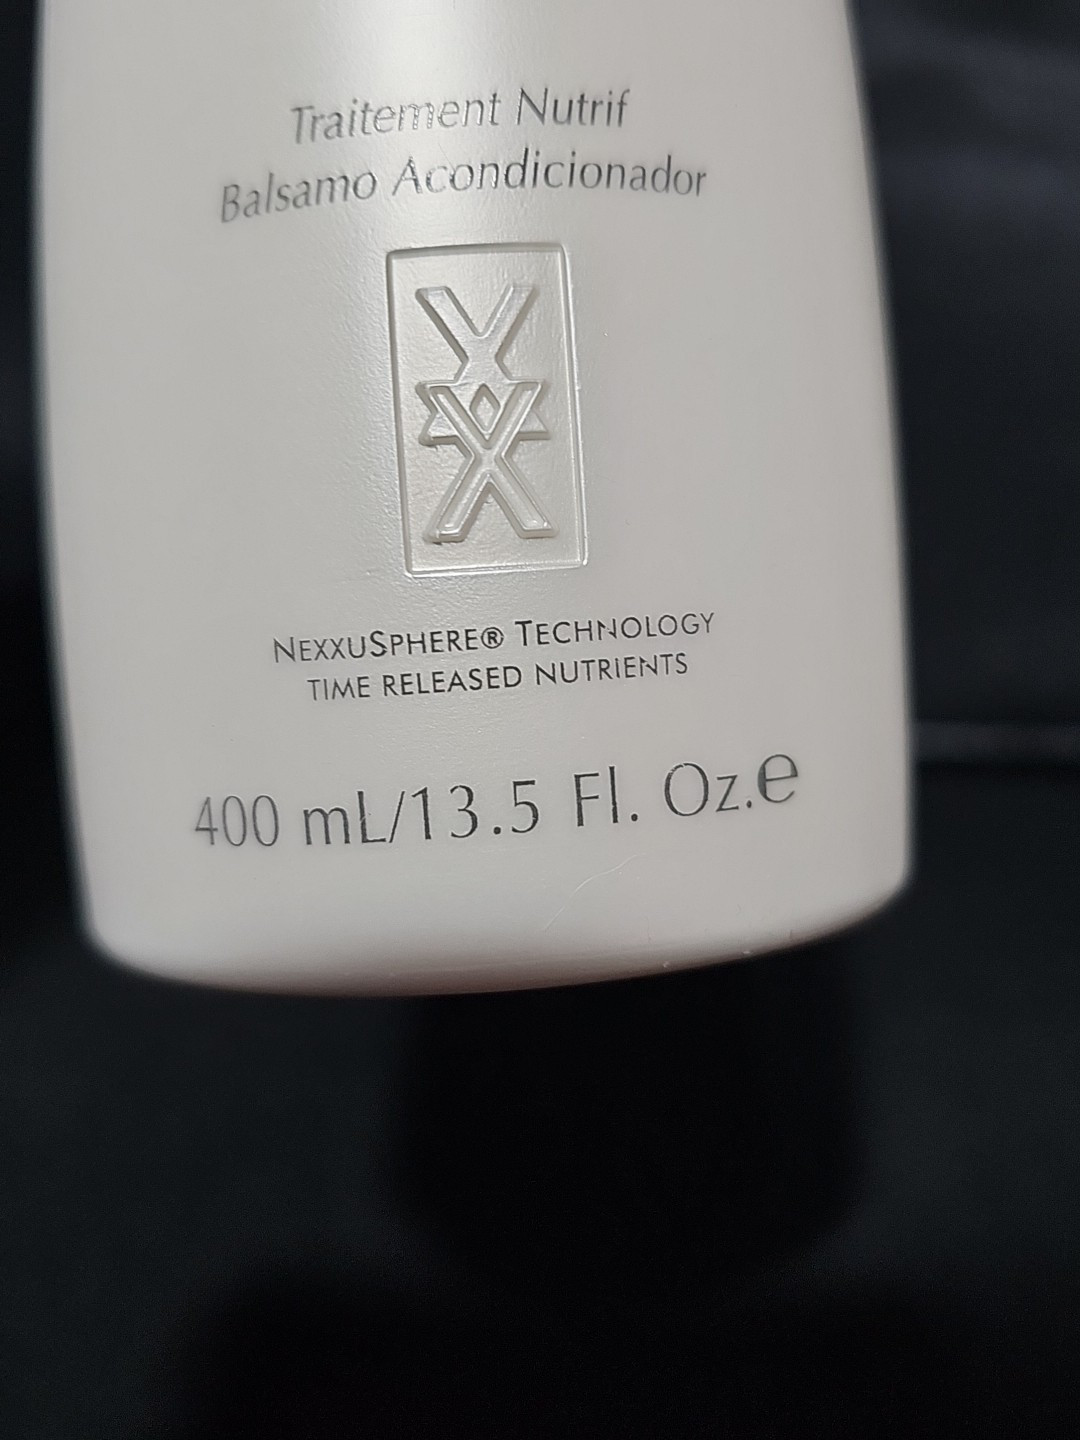 Traitement Nutrif
Balsamo Acondicionador
NEXXUSPHERE® TECHNOLOGY
TIME RELEASED NUTRIENTS
400 mL/13.5 Fl. Oz.e